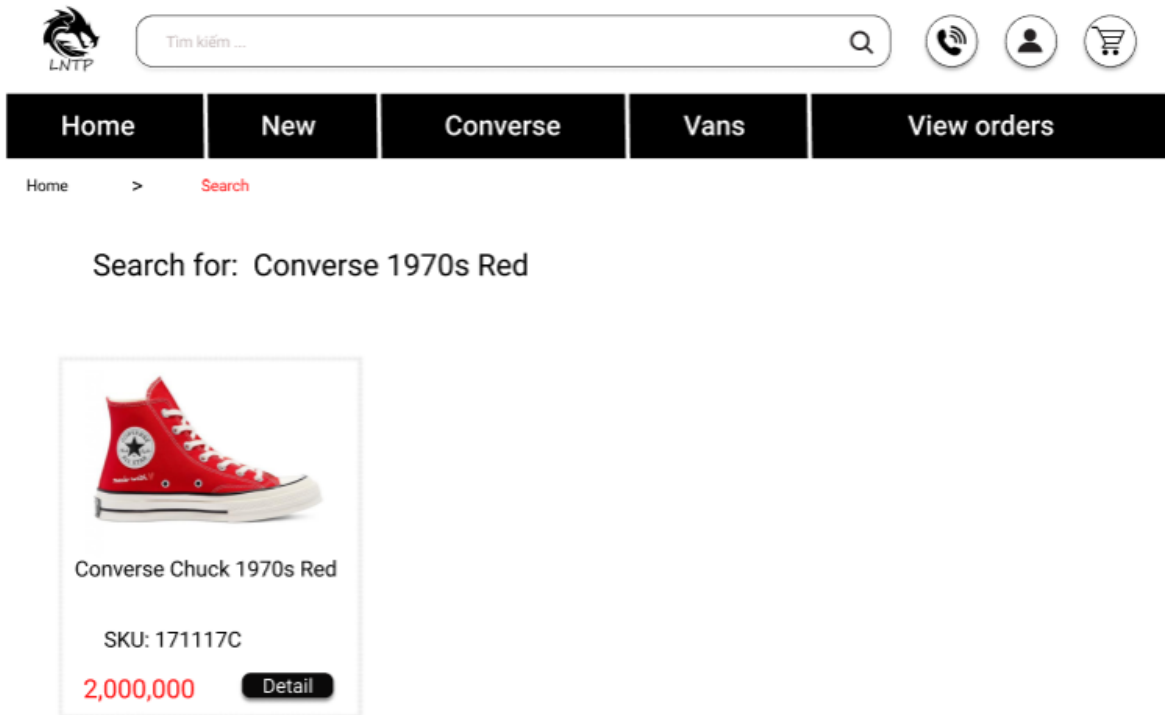 LNTP
Tìm kiếm ...
Home
New
Converse
Vans
View orders
Home > Search
Search for: Converse 1970s Red
Converse Chuck 1970s Red
SKU: 171117C
2,000,000
Detail